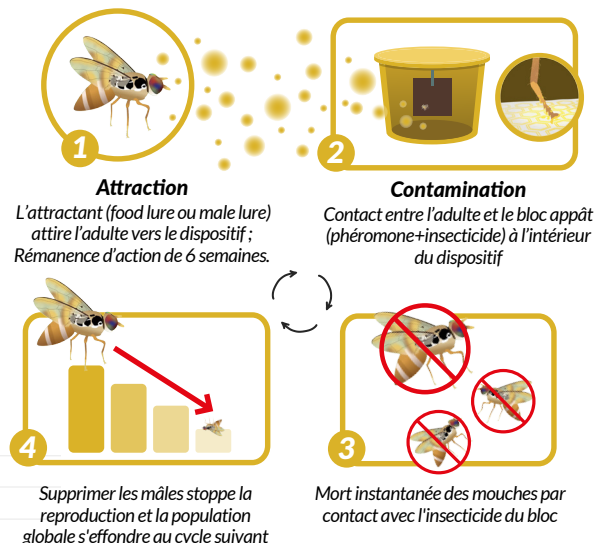 1
Attraction
L'attractant (food lure ou male lure)
attire l'adulte vers le dispositif ;
Rémanence d'action de 6 semaines.
2
Contamination
Contact entre l'adulte et le bloc appât
(phéromone+insecticide) à l'intérieur
du dispositif
3
Mort instantanée des mouches par
contact avec l'insecticide du bloc
4
Supprimer les mâles stoppe la
reproduction et la population
globale s'effondre au cycle suivant